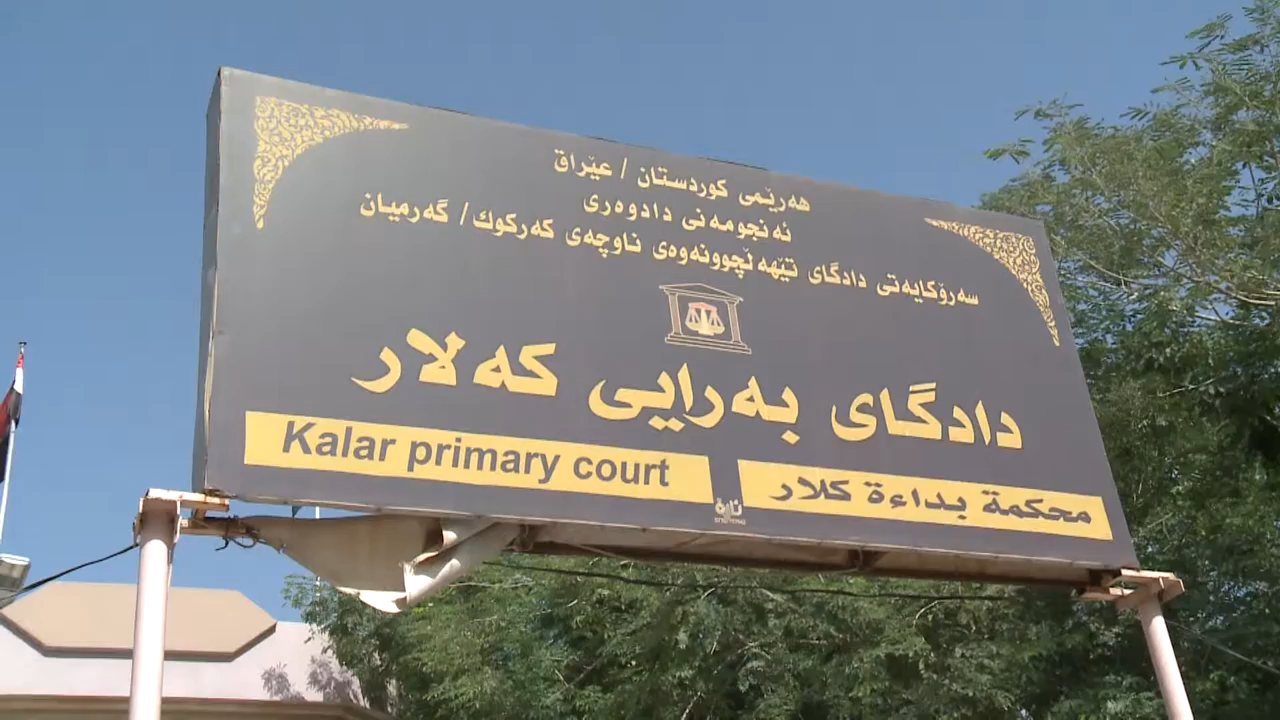 هەرێمی کوردستان / عێراق
ئەنجومەنی دادوەری
سەرۆکایەتی دادگای تێهەڵچوونەوەی ناوچەی کەرکوك/ گەرمیان
دادگای بەرایی کەلار
Kalar primary court
محكمة بداءة كلار